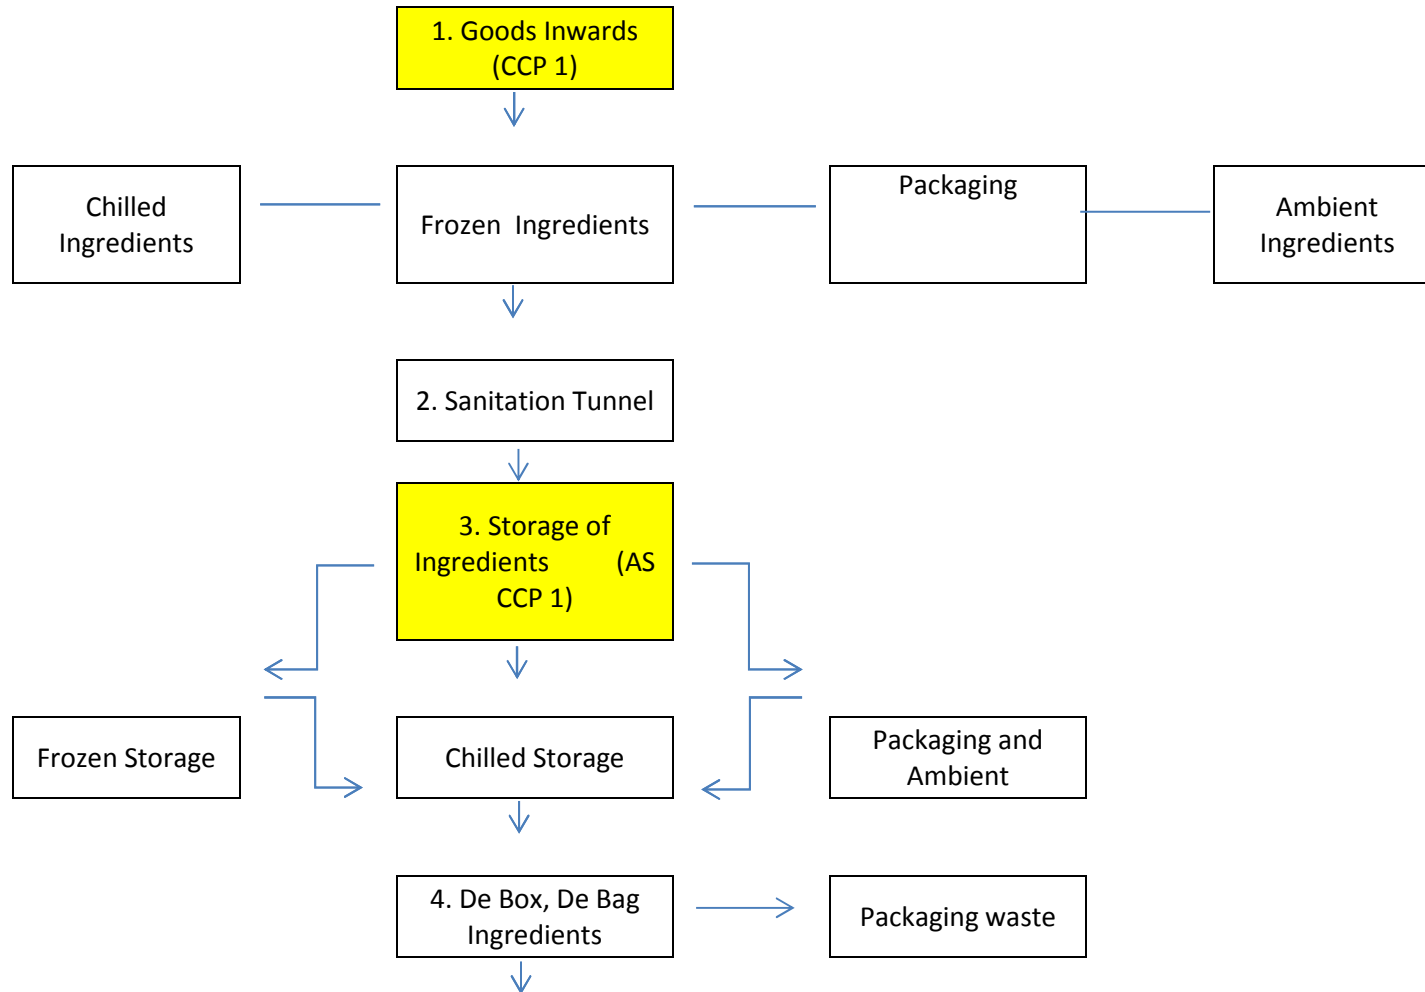 1. Goods Inwards
(CCP 1)
Chilled
Ingredients
Frozen  Ingredients
Packaging
Ambient
Ingredients
2. Sanitation Tunnel
3. Storage of
Ingredients (AS
CCP 1)
Frozen Storage
Chilled Storage
Packaging and
Ambient
4. De Box, De Bag
Ingredients
Packaging waste